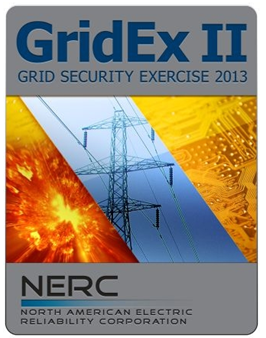 GridEx II
GRID SECURITY EXERCISE 2013
NERC
NORTH AMERICAN ELECTRIC
RELIABILITY CORPORATION